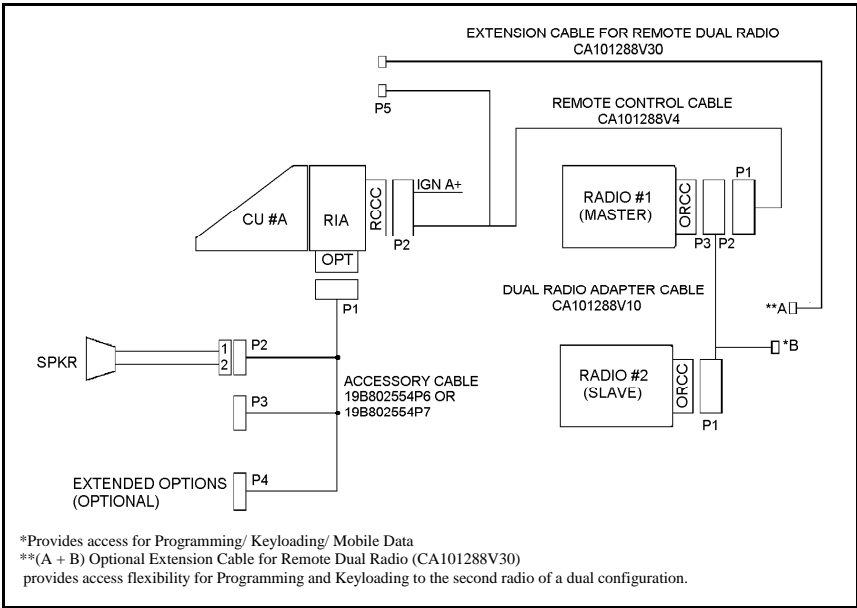 EXTENSION CABLE FOR REMOTE DUAL RADIO
CA101288V30
P5
REMOTE CONTROL CABLE
CA101288V4
CU #A
RIA
RCCC
IGN A+
P2
OPT
P1
RADIO #1
(MASTER)
ORCC
P3
P2
P1
DUAL RADIO ADAPTER CABLE
CA101288V10
**A
*B
RADIO #2
(SLAVE)
ORCC
P1
SPKR
1
2
P2
ACCESSORY CABLE
19B802554P6 OR
19B802554P7
P3
EXTENDED OPTIONS
(OPTIONAL)
P4
*Provides access for Programming/ Keyloading/ Mobile Data
**(A + B) Optional Extension Cable for Remote Dual Radio (CA101288V30)
provides access flexibility for Programming and Keyloading to the second radio of a dual configuration.